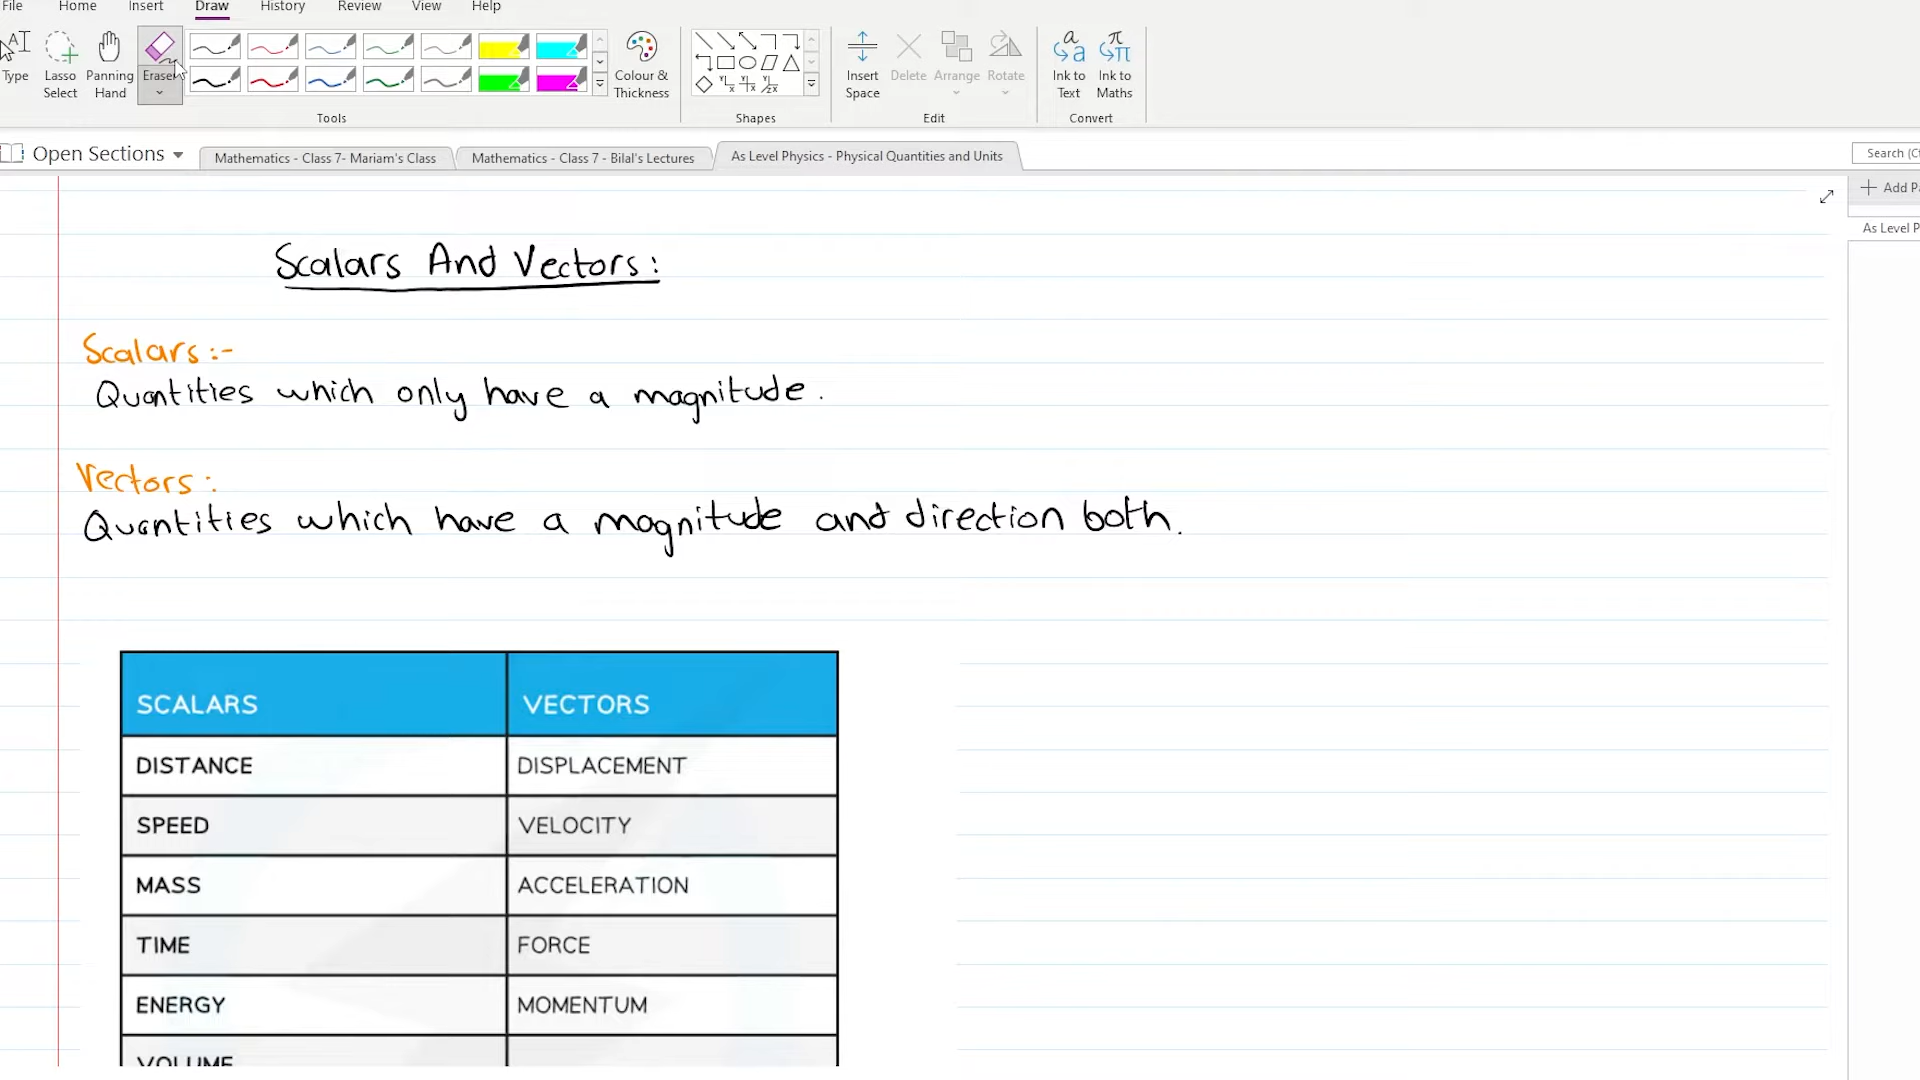 File Home Insert Draw History Review View Help
Type
Lasso Select
Panning Hand
Eraser
Colour & Thickness
Insert Space
Delete Arrange Rotate
Ink to Text
Ink to Maths
Tools Shapes Edit Convert
Open Sections
Mathematics - Class 7- Mariam's Class
Mathematics - Class 7 - Bilal's Lectures
As Level Physics - Physical Quantities and Units
Search
Add
As Level
Scalars And Vectors:
Scalars:-
Quantities which only have a magnitude.
Vectors:
Quantities which have a magnitude and direction both.
SCALARS VECTORS
DISTANCE DISPLACEMENT
SPEED VELOCITY
MASS ACCELERATION
TIME FORCE
ENERGY MOMENTUM
VOLUME